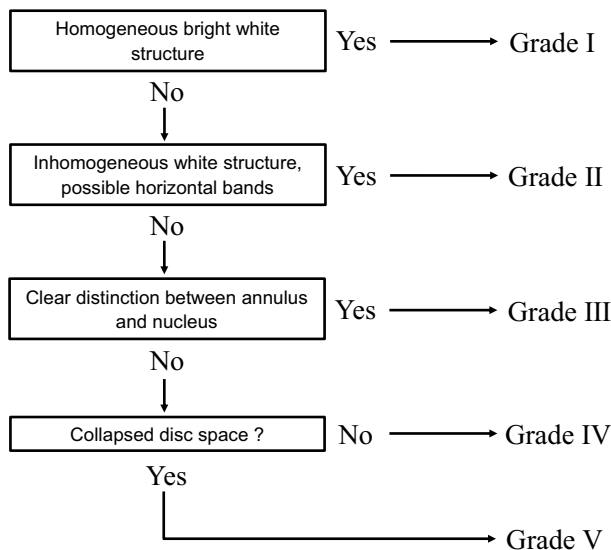 Homogeneous bright white
structure
Yes
Grade I
No
Inhomogeneous white structure,
possible horizontal bands
Yes
Grade II
No
Clear distinction between annulus
and nucleus
Yes
Grade III
No
Collapsed disc space ?
No
Grade IV
Yes
Grade V